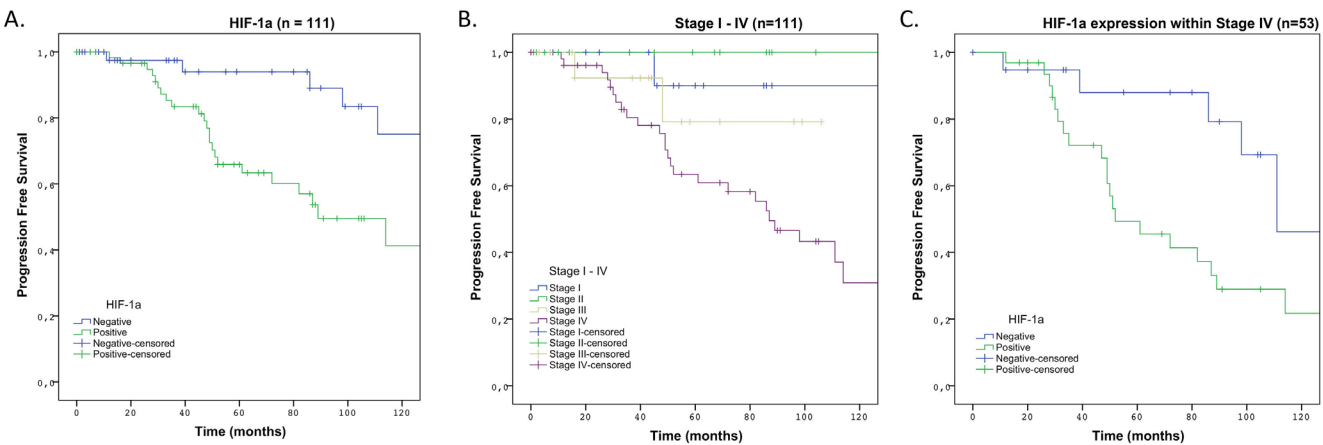 A.
HIF-1a (n = 111)
Progression Free Survival
1,0
0,8
0,6
0,4
0,2
0,0
HIF-1a
Negative
Positive
Negative-censored
Positive-censored
0 20 40 60 80 100 120
Time (months)
B.
Stage I - IV (n=111)
Progression Free Survival
1,0
0,8
0,6
0,4
0,2
0,0
Stage I - IV
Stage I
Stage II
Stage III
Stage IV
Stage I-censored
Stage II-censored
Stage III-censored
Stage IV-censored
0 20 40 60 80 100 120
Time (months)
C.
HIF-1a expression within Stage IV (n=53)
Progression Free Survival
1,0
0,8
0,6
0,4
0,2
0,0
HIF-1a
Negative
Positive
Negative-censored
Positive-censored
0 20 40 60 80 100 120
Time (months)